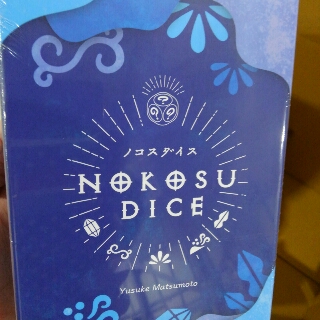 ノコスダイス
NOKOSU
DICE
Yusuke Matsumoto